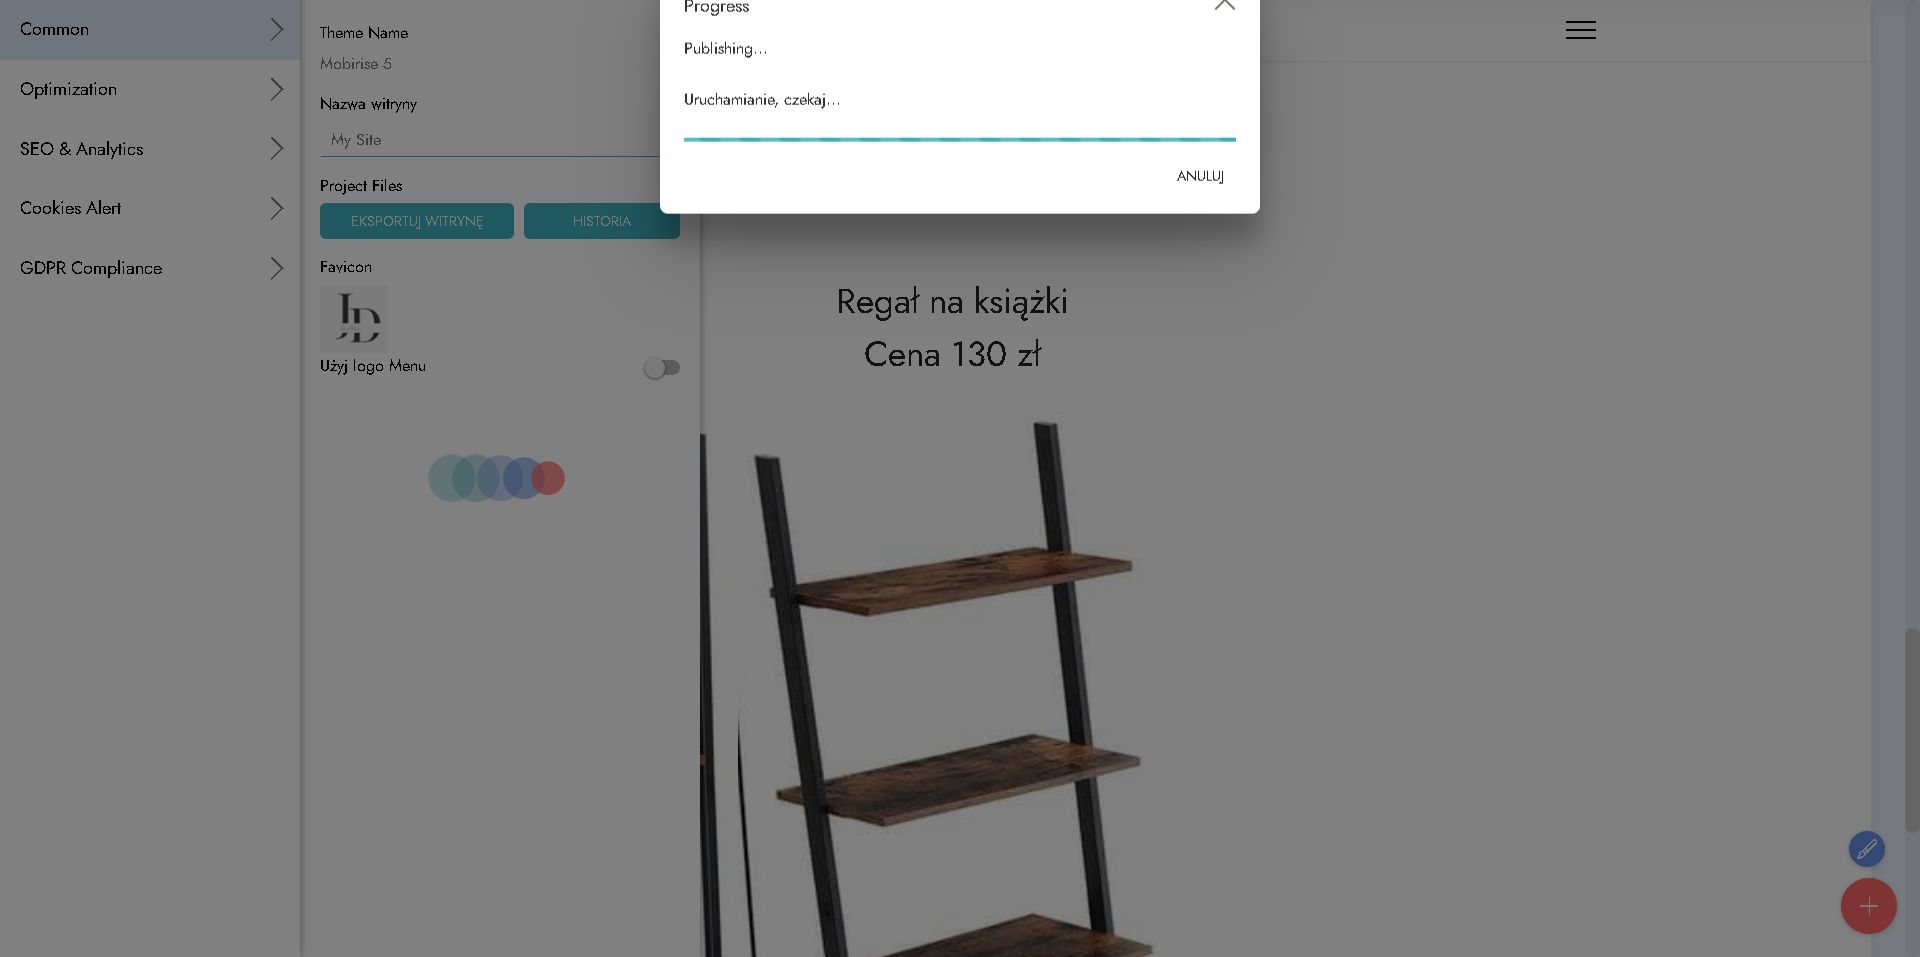 Common
Optimization
SEO & Analytics
Cookies Alert
GDPR Compliance
Theme Name
Mobirise 5
Nazwa witryny
My Site
Project Files
EKSPORTUJ WITRYNĘ
HISTORIA
Favicon
JD
Użyj logo Menu
Progress
Publishing...
Uruchamianie, czekaj...
ANULUJ
Regał na książki
Cena 130 zł